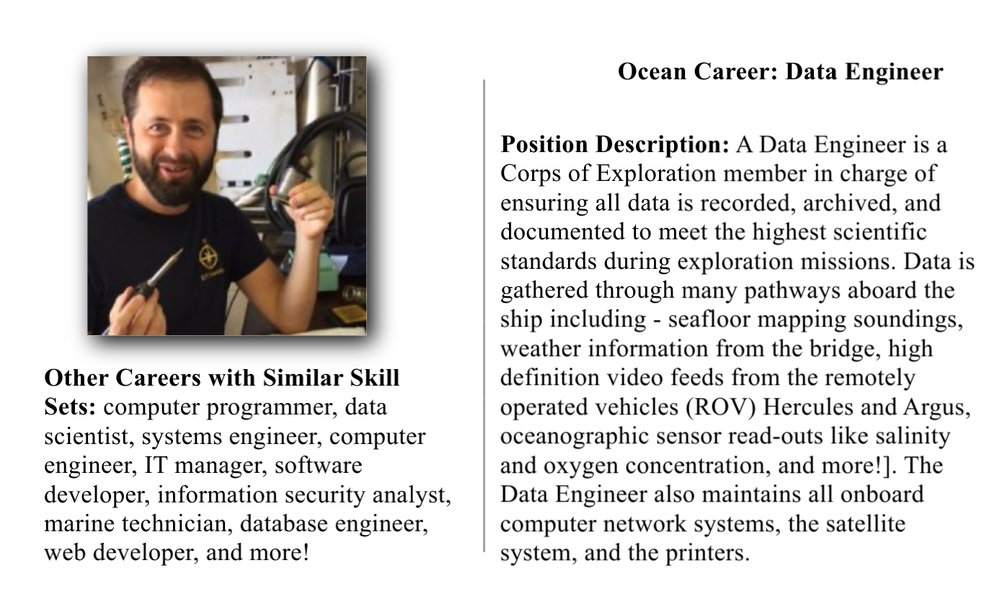 Ocean Career: Data Engineer
Other Careers with Similar Skill
Sets: computer programmer, data
scientist, systems engineer, computer
engineer, IT manager, software
developer, information security analyst,
marine technician, database engineer,
web developer, and more!
Position Description: A Data Engineer is a
Corps of Exploration member in charge of
ensuring all data is recorded, archived, and
documented to meet the highest scientific
standards during exploration missions. Data is
gathered through many pathways aboard the
ship including - seafloor mapping soundings,
weather information from the bridge, high
definition video feeds from the remotely
operated vehicles (ROV) Hercules and Argus,
oceanographic sensor read-outs like salinity
and oxygen concentration, and more!]. The
Data Engineer also maintains all onboard
computer network systems, the satellite
system, and the printers.